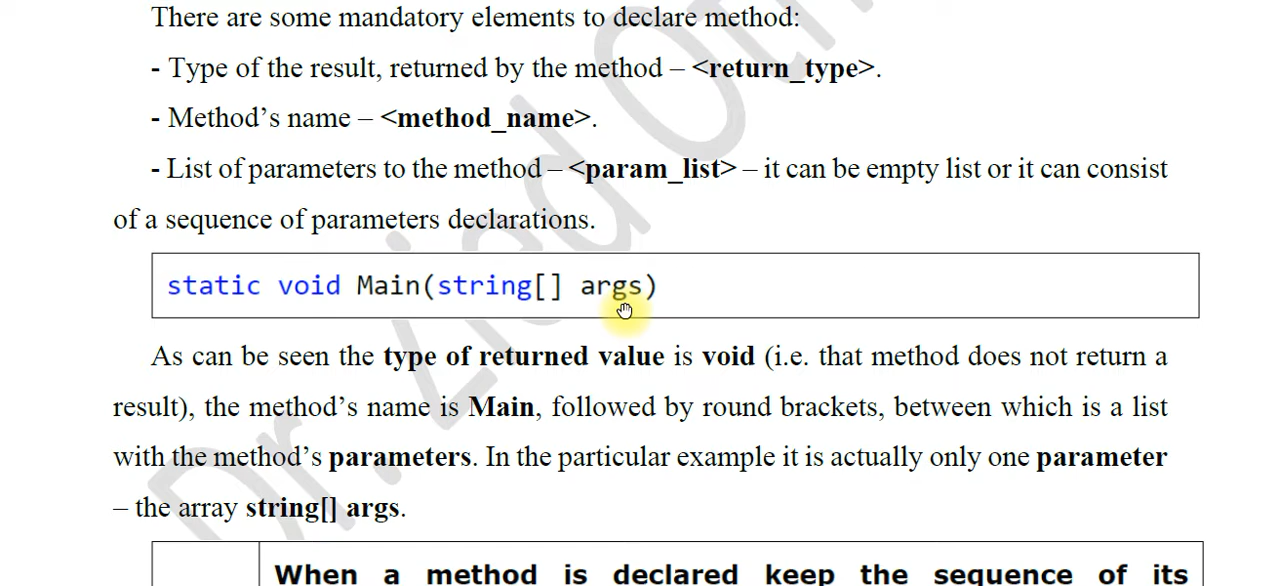 There are some mandatory elements to declare method:
- Type of the result, returned by the method – <return_type>.
- Method’s name – <method_name>.
- List of parameters to the method – <param_list> – it can be empty list or it can consist
of a sequence of parameters declarations.
static void Main(string[] args)
As can be seen the type of returned value is void (i.e. that method does not return a
result), the method’s name is Main, followed by round brackets, between which is a list
with the method’s parameters. In the particular example it is actually only one parameter
– the array string[] args.
When a method is declared keep the sequence of its
Dr. Zied